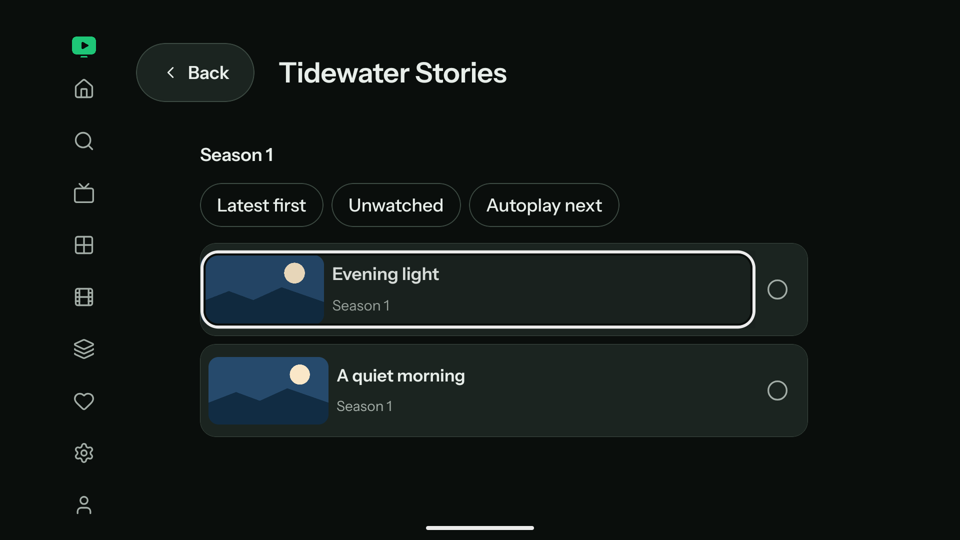 Back
Tidewater Stories
Season 1
Latest first
Unwatched
Autoplay next
Evening light
Season 1
A quiet morning
Season 1